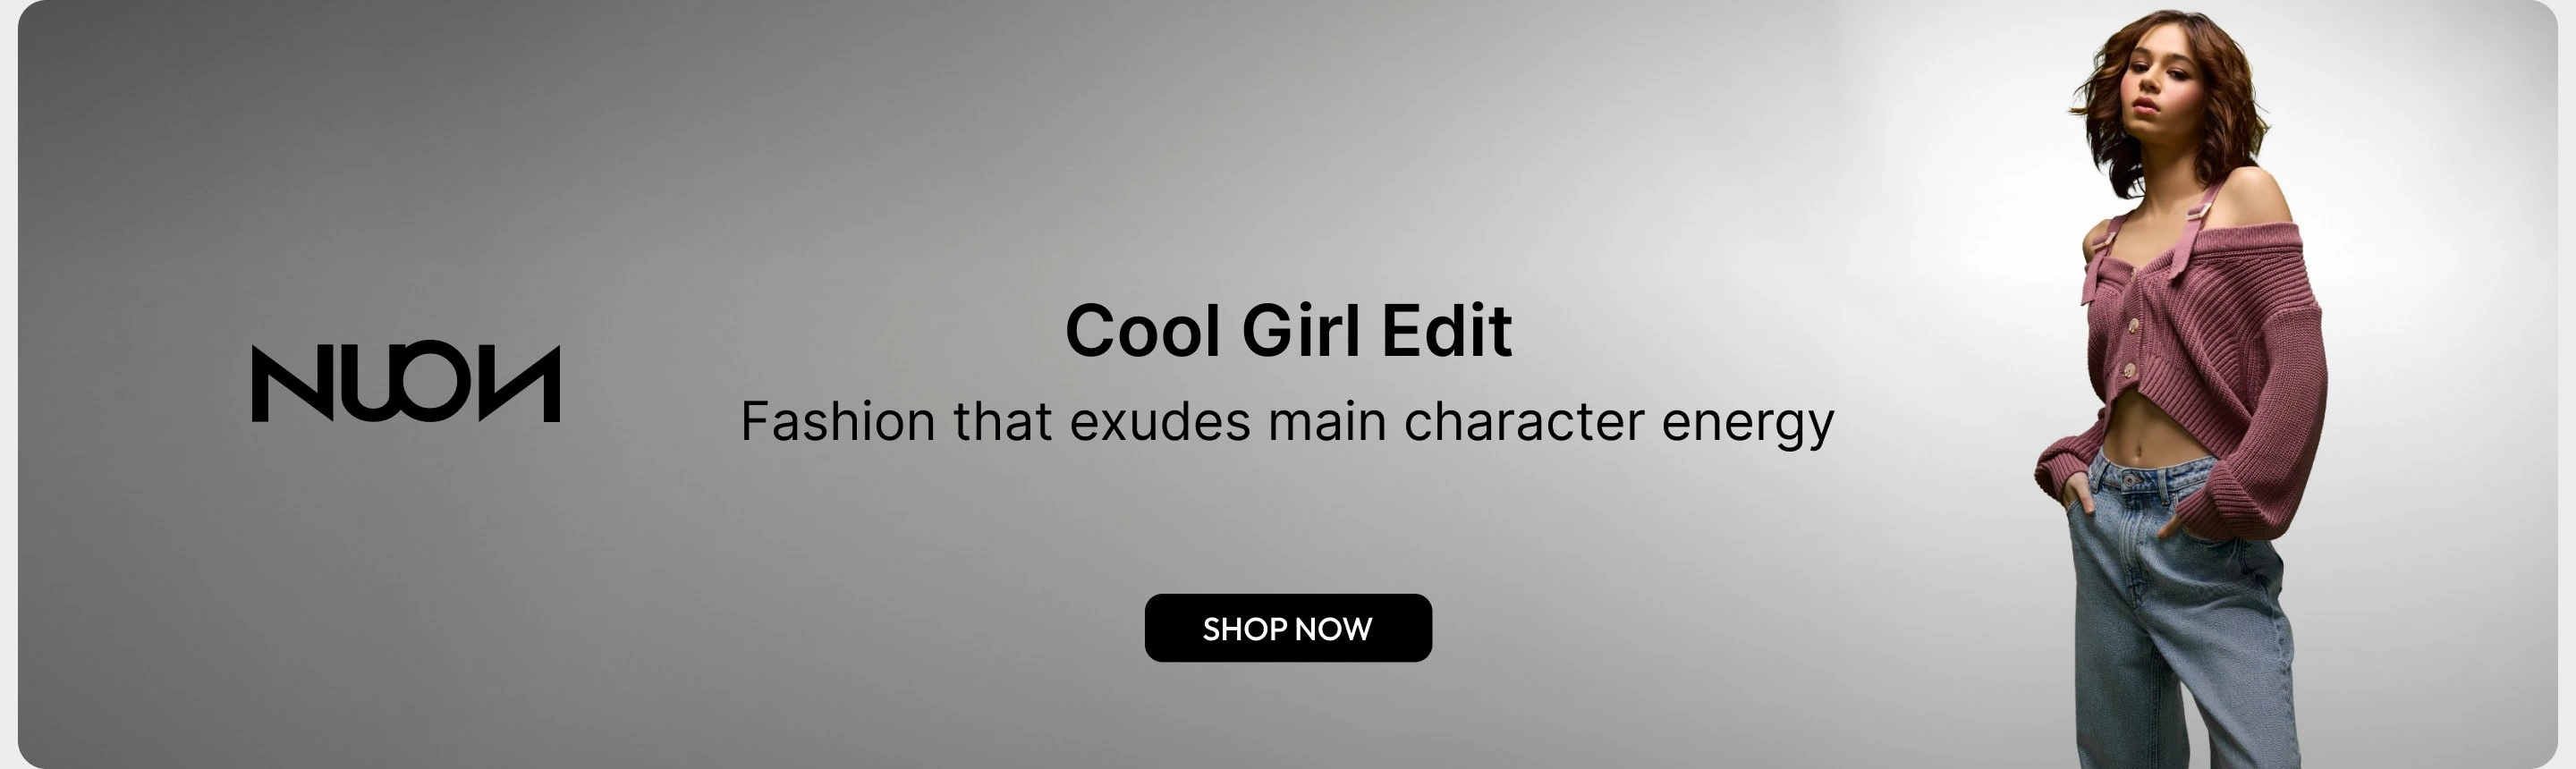 NUON
Cool Girl Edit
Fashion that exudes main character energy
SHOP NOW